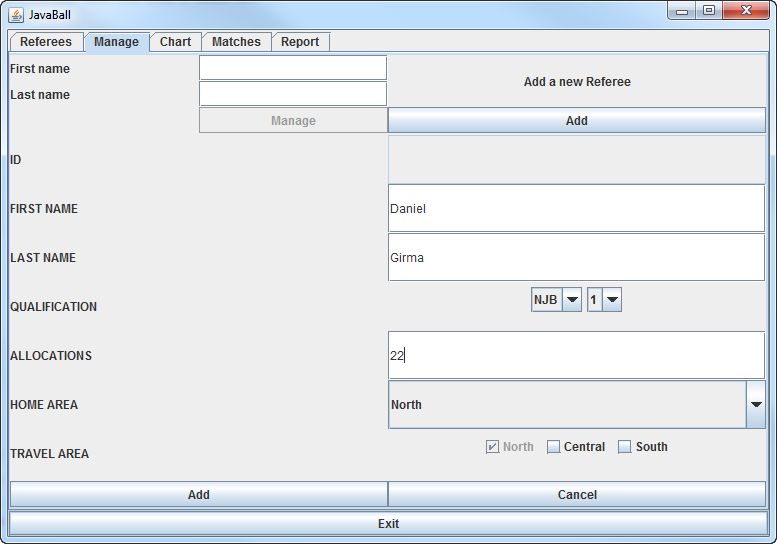 JavaBall
Referees Manage Chart Matches Report
First name
Add a new Referee
Last name
Manage Add
ID
FIRST NAME Daniel
LAST NAME Girma
QUALIFICATION NJB 1
ALLOCATIONS 22
HOME AREA North
TRAVEL AREA North Central South
Add Cancel
Exit